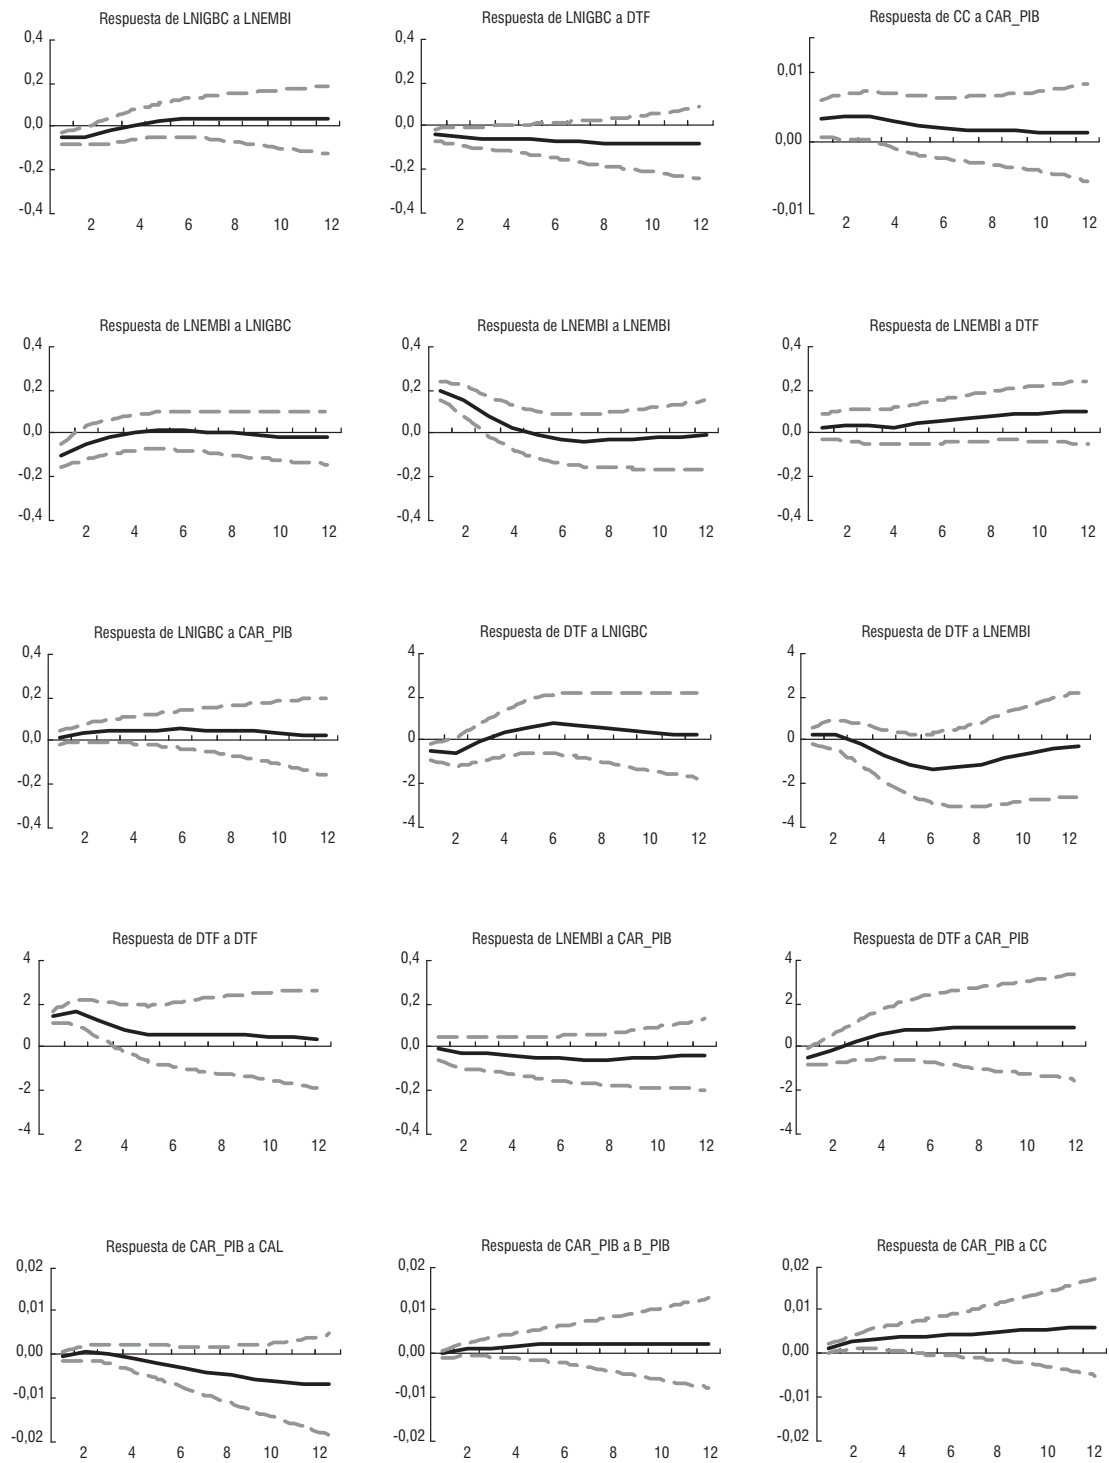 Respuesta de LNIGBC a LNEMBI
0,4
0,2
0,0
-0,2
-0,4
2 4 6 8 10 12
Respuesta de LNIGBC a DTF
0,4
0,2
0,0
-0,2
-0,4
2 4 6 8 10 12
Respuesta de CC a CAR_PIB
0,01
0,00
-0,01
2 4 6 8 10 12
Respuesta de LNEMBI a LNIGBC
0,4
0,2
0,0
-0,2
-0,4
2 4 6 8 10 12
Respuesta de LNEMBI a LNEMBI
0,4
0,2
0,0
-0,2
-0,4
2 4 6 8 10 12
Respuesta de LNEMBI a DTF
0,4
0,2
0,0
-0,2
-0,4
2 4 6 8 10 12
Respuesta de LNIGBC a CAR_PIB
0,4
0,2
0,0
-0,2
-0,4
2 4 6 8 10 12
Respuesta de DTF a LNIGBC
4
2
0
-2
-4
2 4 6 8 10 12
Respuesta de DTF a LNEMBI
4
2
0
-2
-4
2 4 6 8 10 12
Respuesta de DTF a DTF
4
2
0
-2
-4
2 4 6 8 10 12
Respuesta de LNEMBI a CAR_PIB
0,4
0,2
0,0
-0,2
-0,4
2 4 6 8 10 12
Respuesta de DTF a CAR_PIB
4
2
0
-2
-4
2 4 6 8 10 12
Respuesta de CAR_PIB a CAL
0,02
0,01
0,00
-0,01
-0,02
2 4 6 8 10 12
Respuesta de CAR_PIB a B_PIB
0,02
0,01
0,00
-0,01
-0,02
2 4 6 8 10 12
Respuesta de CAR_PIB a CC
0,02
0,01
0,00
-0,01
-0,02
2 4 6 8 10 12